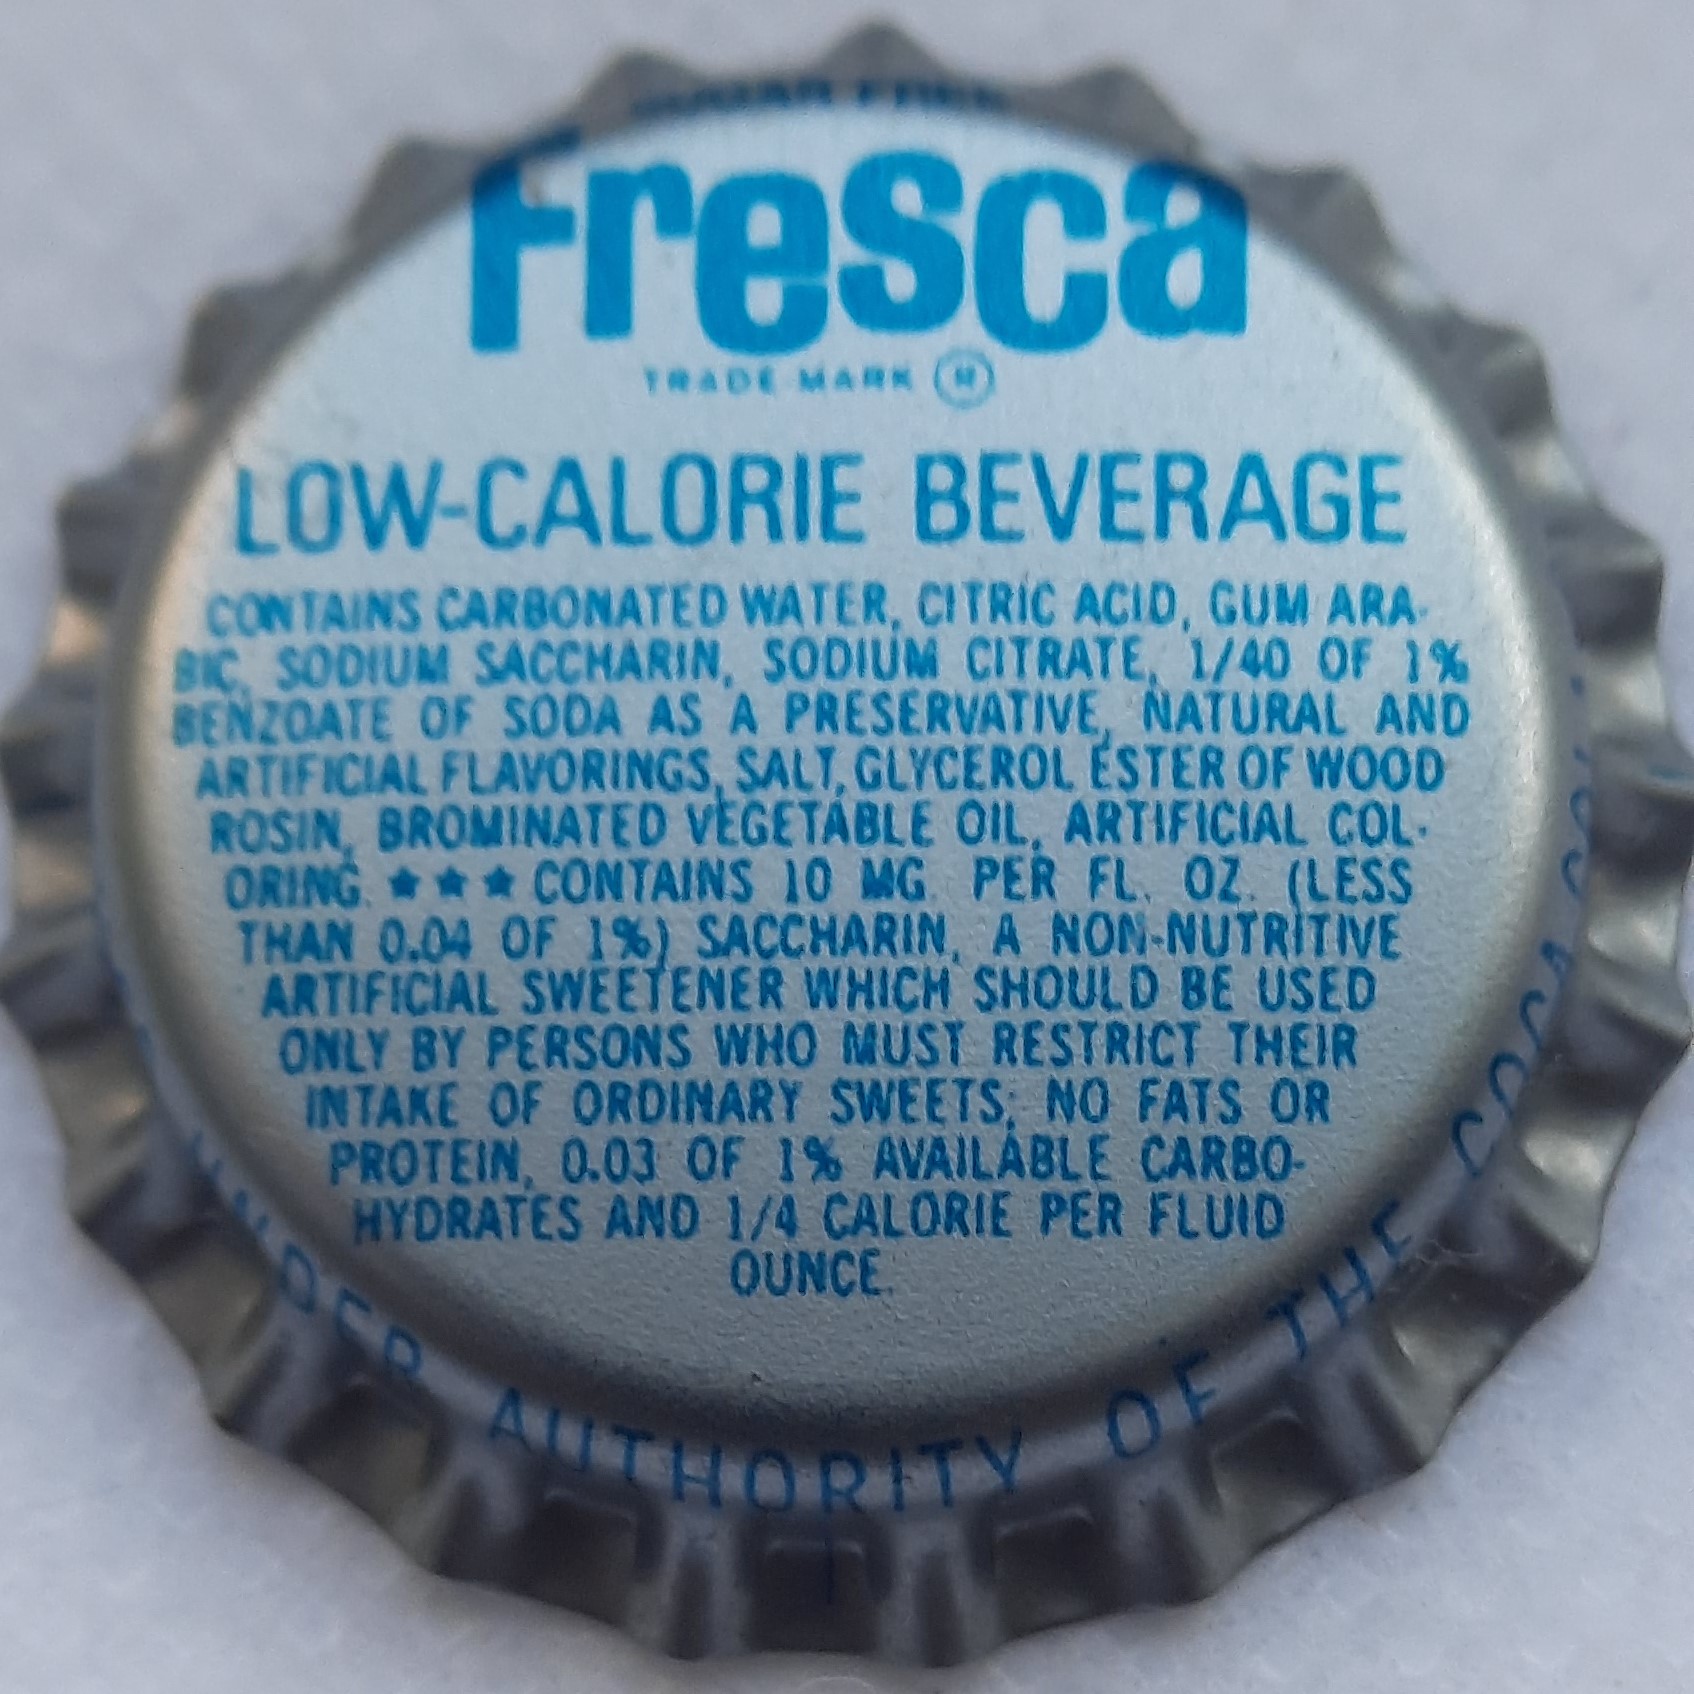 SUGAR FREE
Fresca
TRADE-MARK ®
LOW-CALORIE BEVERAGE
CONTAINS CARBONATED WATER, CITRIC ACID, GUM ARA-
BIC, SODIUM SACCHARIN, SODIUM CITRATE, 1/40 OF 1%
BENZOATE OF SODA AS A PRESERVATIVE, NATURAL AND
ARTIFICIAL FLAVORINGS, SALT, GLYCEROL ESTER OF WOOD
ROSIN, BROMINATED VEGETABLE OIL, ARTIFICIAL COL-
ORING. ★★★ CONTAINS 10 MG. PER FL. OZ. (LESS
THAN 0.04 OF 1%) SACCHARIN, A NON-NUTRITIVE
ARTIFICIAL SWEETENER WHICH SHOULD BE USED
ONLY BY PERSONS WHO MUST RESTRICT THEIR
INTAKE OF ORDINARY SWEETS; NO FATS OR
PROTEIN, 0.03 OF 1% AVAILABLE CARBO-
HYDRATES AND 1/4 CALORIE PER FLUID
OUNCE.
UNDER AUTHORITY OF THE COCA-COLA